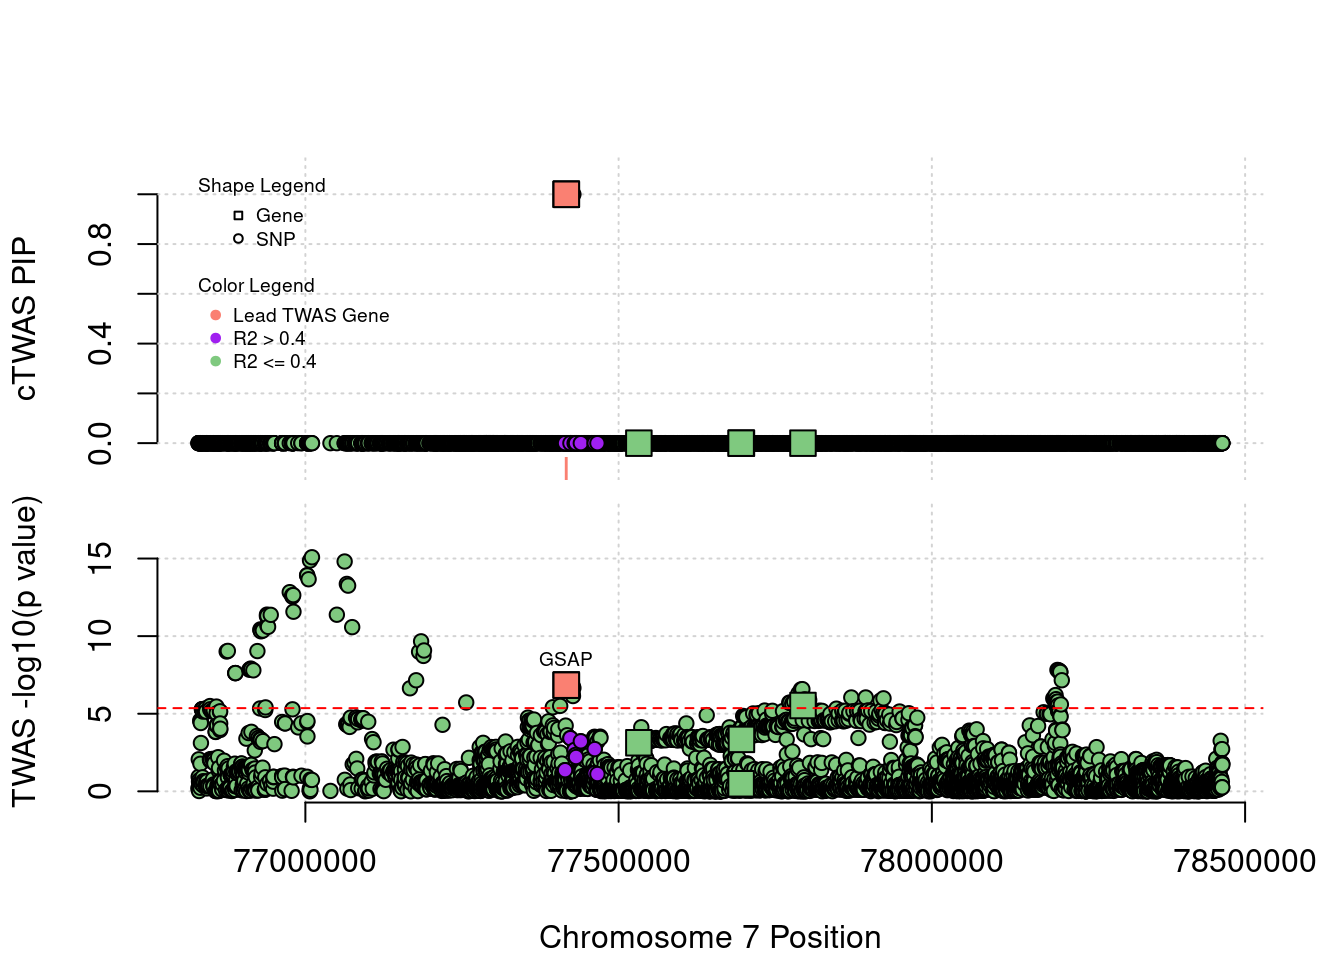 Shape Legend
Gene
SNP
Color Legend
Lead TWAS Gene
R2 > 0.4
R2 <= 0.4
cTWAS PIP
0.8
0.4
0.0
GSAP
TWAS -log10(p value)
15
10
5
0
77000000 77500000 78000000 78500000
Chromosome 7 Position